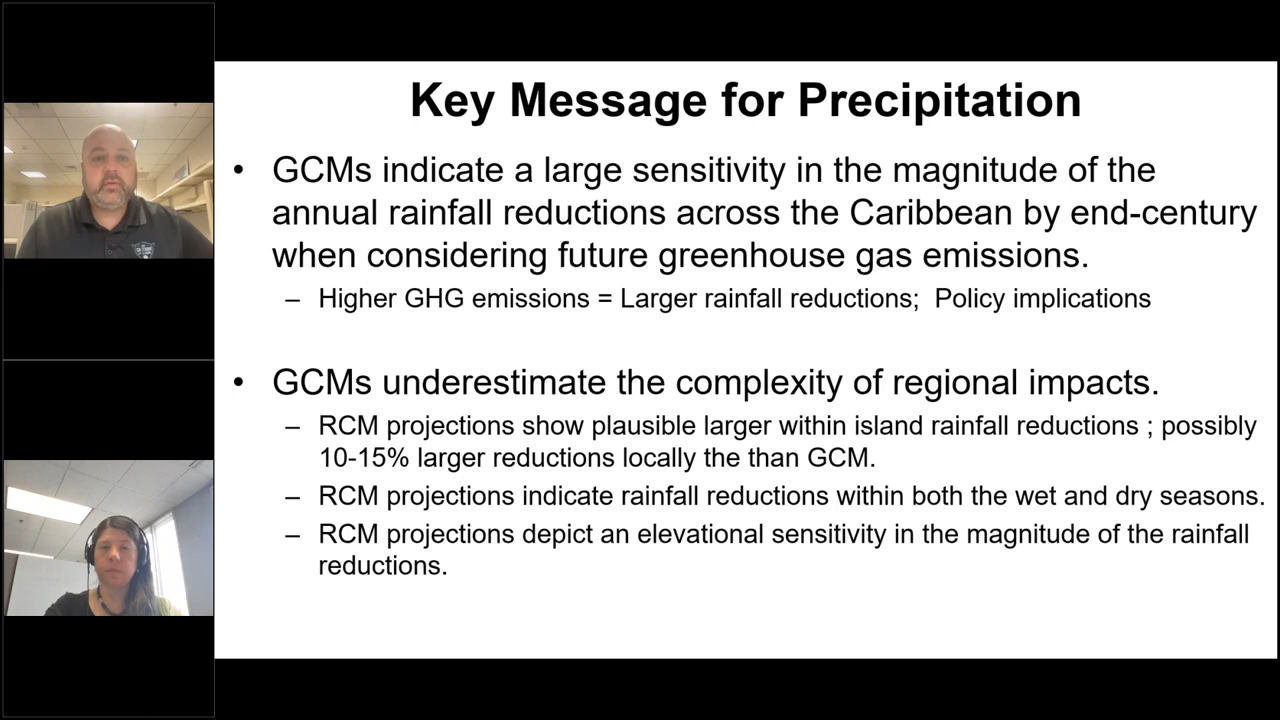 Key Message for Precipitation
• GCMs indicate a large sensitivity in the magnitude of the
annual rainfall reductions across the Caribbean by end-century
when considering future greenhouse gas emissions.
– Higher GHG emissions = Larger rainfall reductions;  Policy implications
• GCMs underestimate the complexity of regional impacts.
– RCM projections show plausible larger within island rainfall reductions ; possibly
10-15% larger reductions locally the than GCM.
– RCM projections indicate rainfall reductions within both the wet and dry seasons.
– RCM projections depict an elevational sensitivity in the magnitude of the rainfall
reductions.